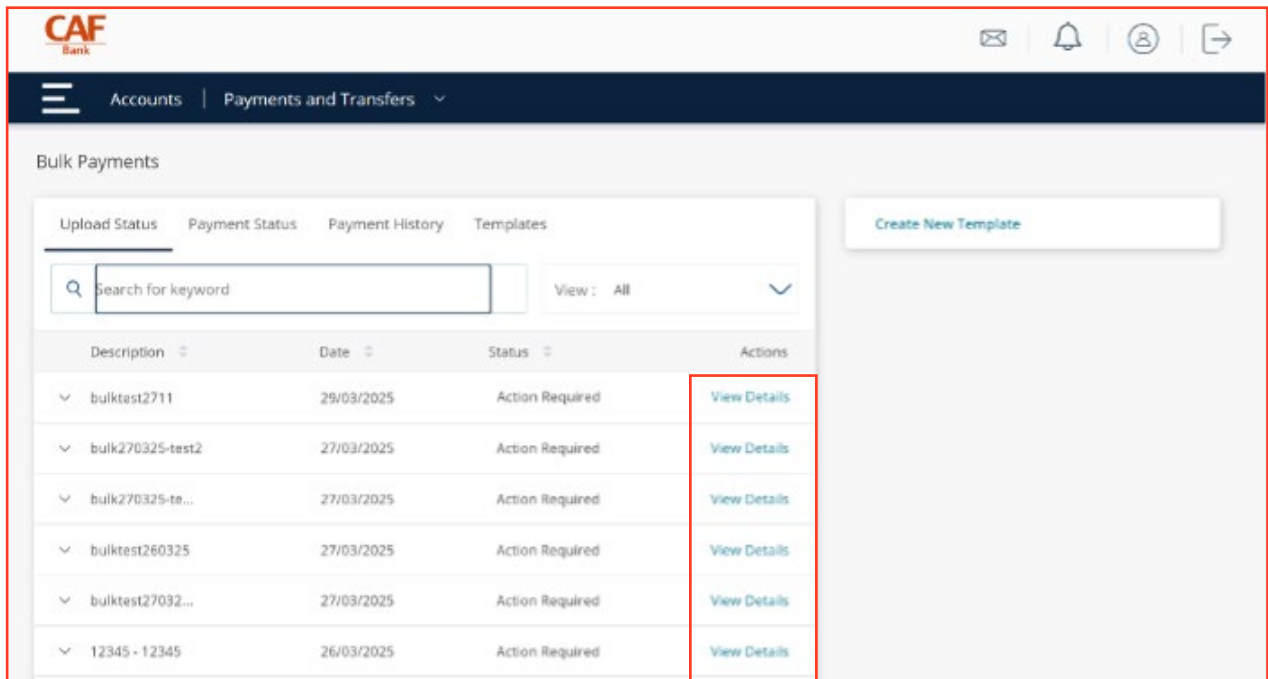 CAF
Bank
Accounts | Payments and Transfers
Bulk Payments
Upload Status Payment Status Payment History Templates
Create New Template
Search for keyword
View : All
Description Date Status Actions
bulktest2711 29/03/2025 Action Required View Details
bulk270325-test2 27/03/2025 Action Required View Details
bulk270325-te... 27/03/2025 Action Required View Details
bulktest260325 27/03/2025 Action Required View Details
bulktest27032... 27/03/2025 Action Required View Details
12345 - 12345 26/03/2025 Action Required View Details